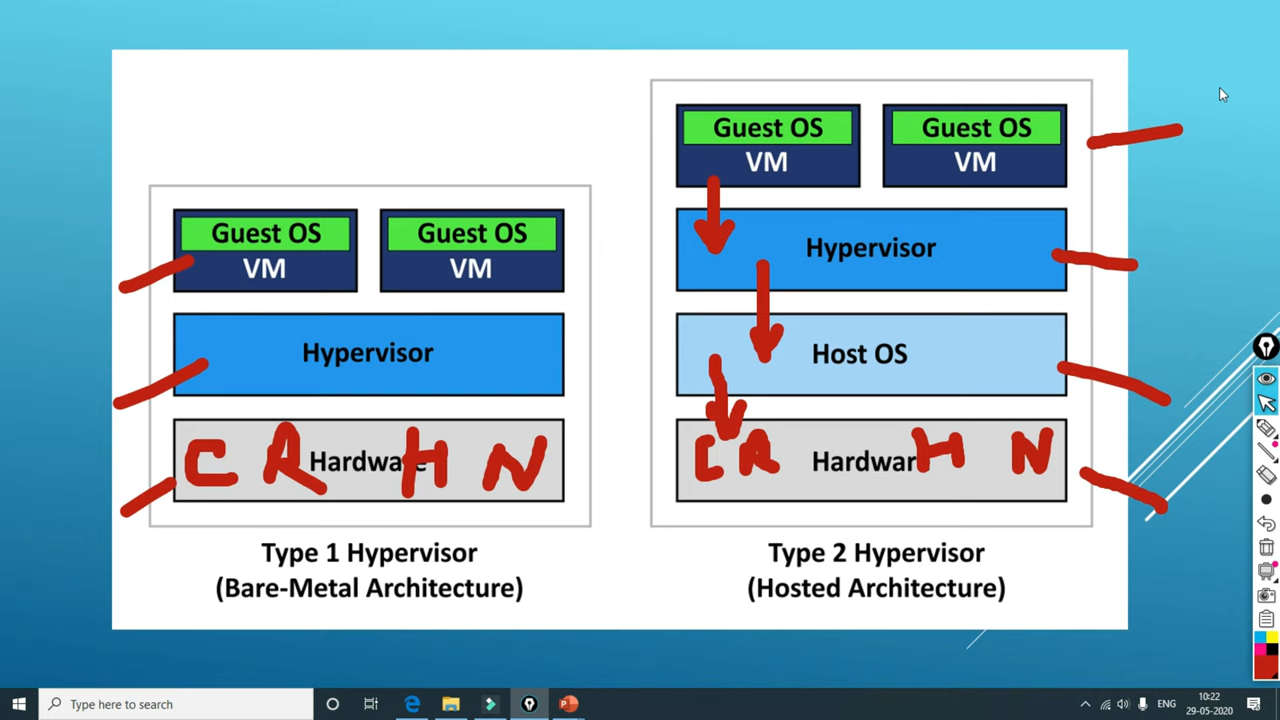 Guest OS
VM
Guest OS
VM
Hypervisor
C R Hardware H N
Type 1 Hypervisor
(Bare-Metal Architecture)
Guest OS
VM
Guest OS
VM
Hypervisor
Host OS
C R Hardwar H N
Type 2 Hypervisor
(Hosted Architecture)
Type here to search
ENG
10:22
29-05-2020